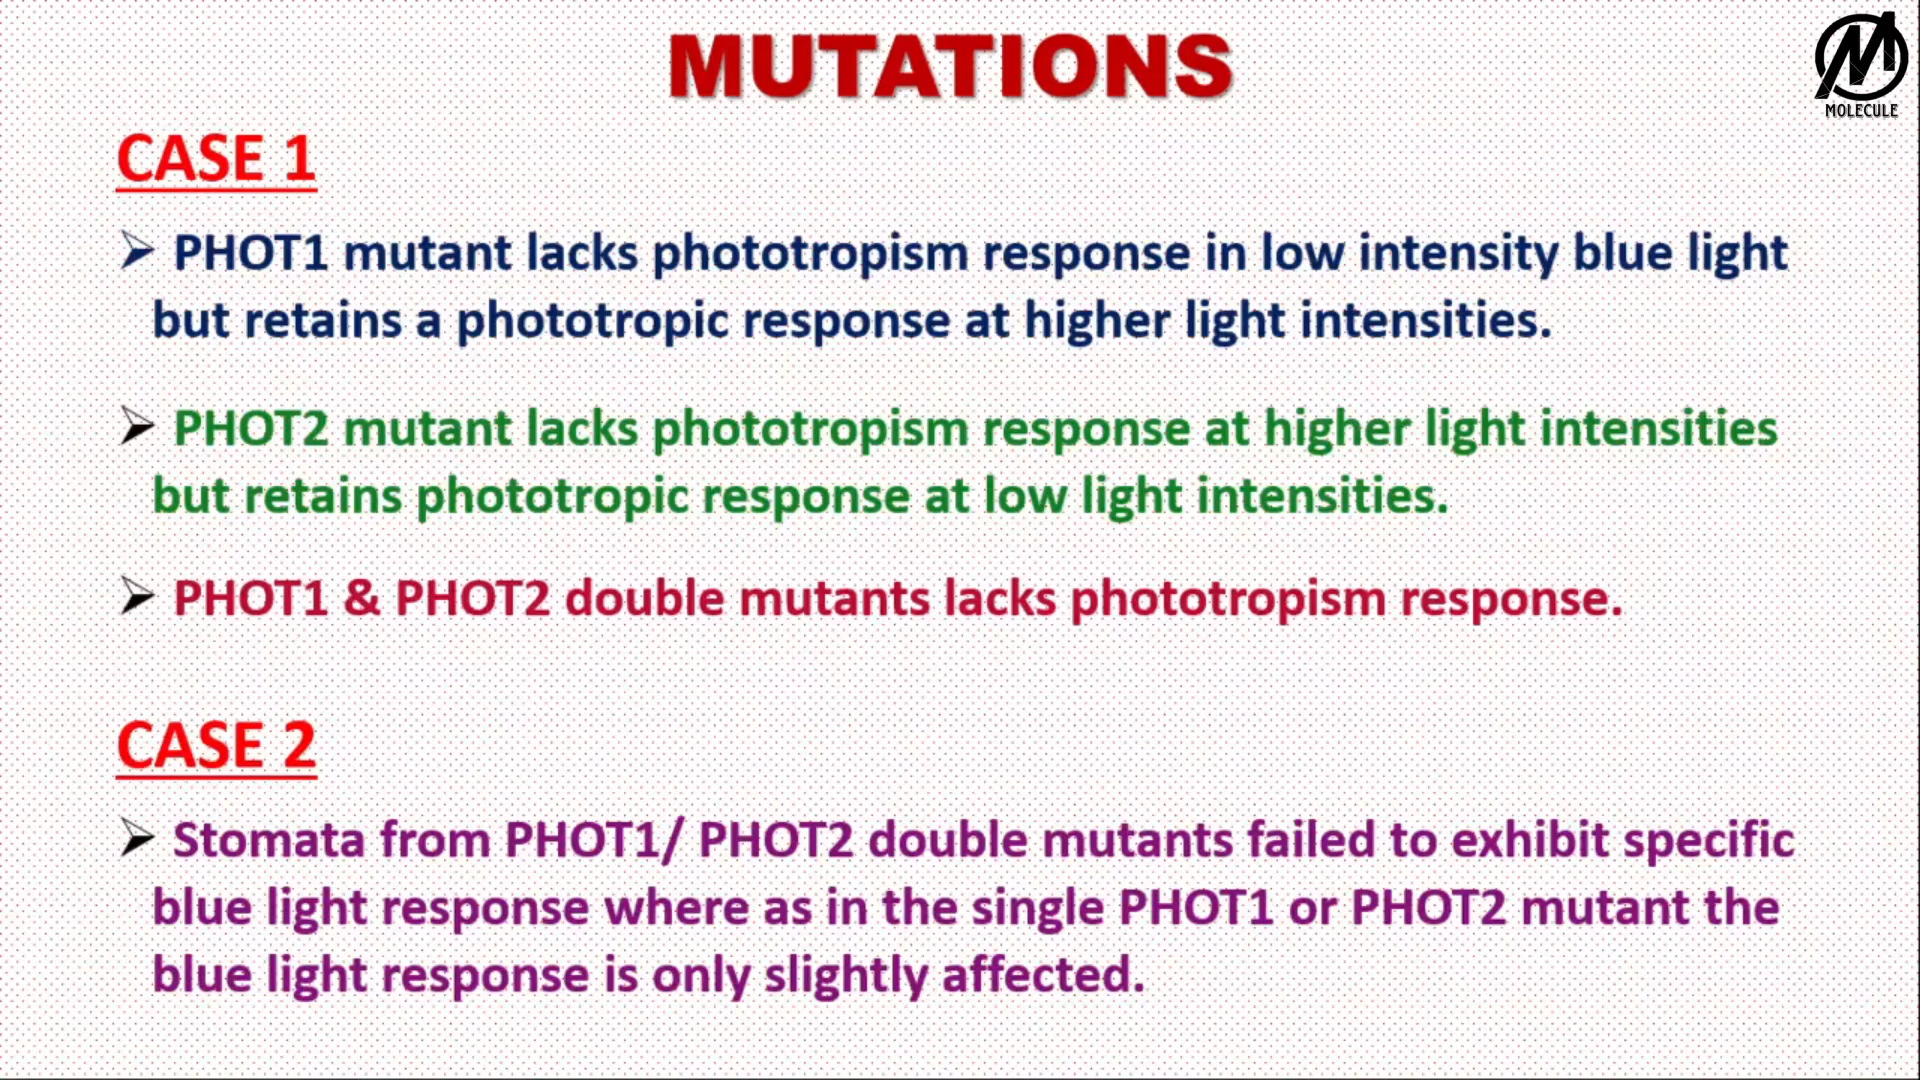 MUTATIONS
MOLECULE
CASE 1
➢ PHOT1 mutant lacks phototropism response in low intensity blue light
but retains a phototropic response at higher light intensities.
➢ PHOT2 mutant lacks phototropism response at higher light intensities
but retains phototropic response at low light intensities.
➢ PHOT1 & PHOT2 double mutants lacks phototropism response.
CASE 2
➢ Stomata from PHOT1/ PHOT2 double mutants failed to exhibit specific
blue light response where as in the single PHOT1 or PHOT2 mutant the
blue light response is only slightly affected.